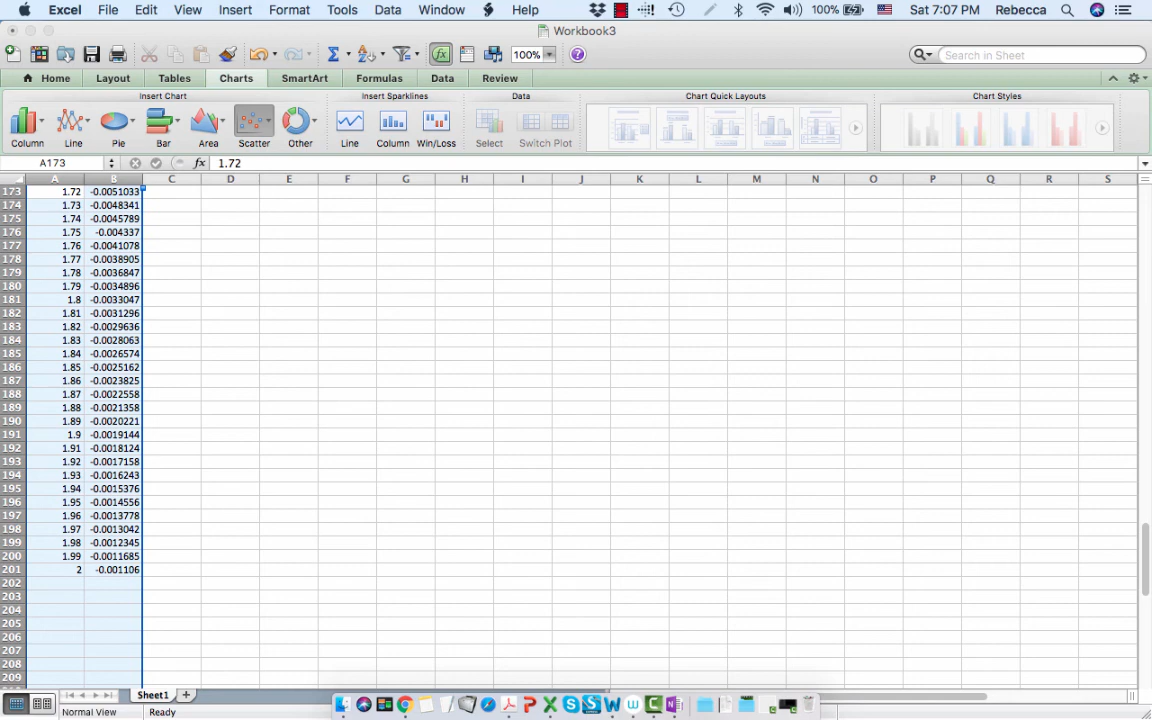 Excel File Edit View Insert Format Tools Data Window Help 100% Sat 7:07 PM Rebecca
Workbook3
100% Search in Sheet
Home Layout Tables Charts SmartArt Formulas Data Review
Insert Chart Insert Sparklines Data Chart Quick Layouts Chart Styles
Column Line Pie Bar Area Scatter Other Line Column Win/Loss Select Switch Plot
A173 fx 1.72
A B C D E F G H I J K L M N O P Q R S
173 1.72 -0.0051033
174 1.73 -0.0048341
175 1.74 -0.0045789
176 1.75 -0.004337
177 1.76 -0.0041078
178 1.77 -0.0038905
179 1.78 -0.0036847
180 1.79 -0.0034896
181 1.8 -0.0033047
182 1.81 -0.0031296
183 1.82 -0.0029636
184 1.83 -0.0028063
185 1.84 -0.0026574
186 1.85 -0.0025162
187 1.86 -0.0023825
188 1.87 -0.0022558
189 1.88 -0.0021358
190 1.89 -0.0020221
191 1.9 -0.0019144
192 1.91 -0.0018124
193 1.92 -0.0017158
194 1.93 -0.0016243
195 1.94 -0.0015376
196 1.95 -0.0014556
197 1.96 -0.0013778
198 1.97 -0.0013042
199 1.98 -0.0012345
200 1.99 -0.0011685
201 2 -0.001106
202
203
204
205
206
207
208
209
Sheet1
Normal View Ready